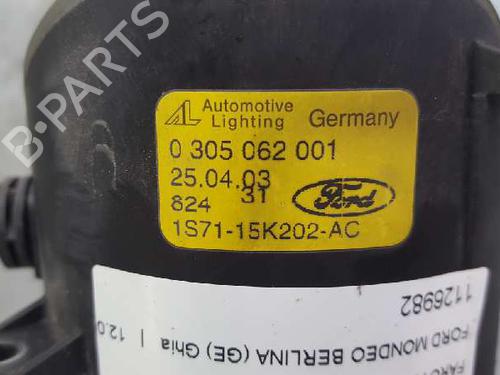 B-PARTS
AL Automotive
Lighting Germany
0 305 062 001
25.04.03
824 31 Ford
1S71-15K202-AC
1126982
FORD MONDEO BERLINA (GE) Ghia | 12.0